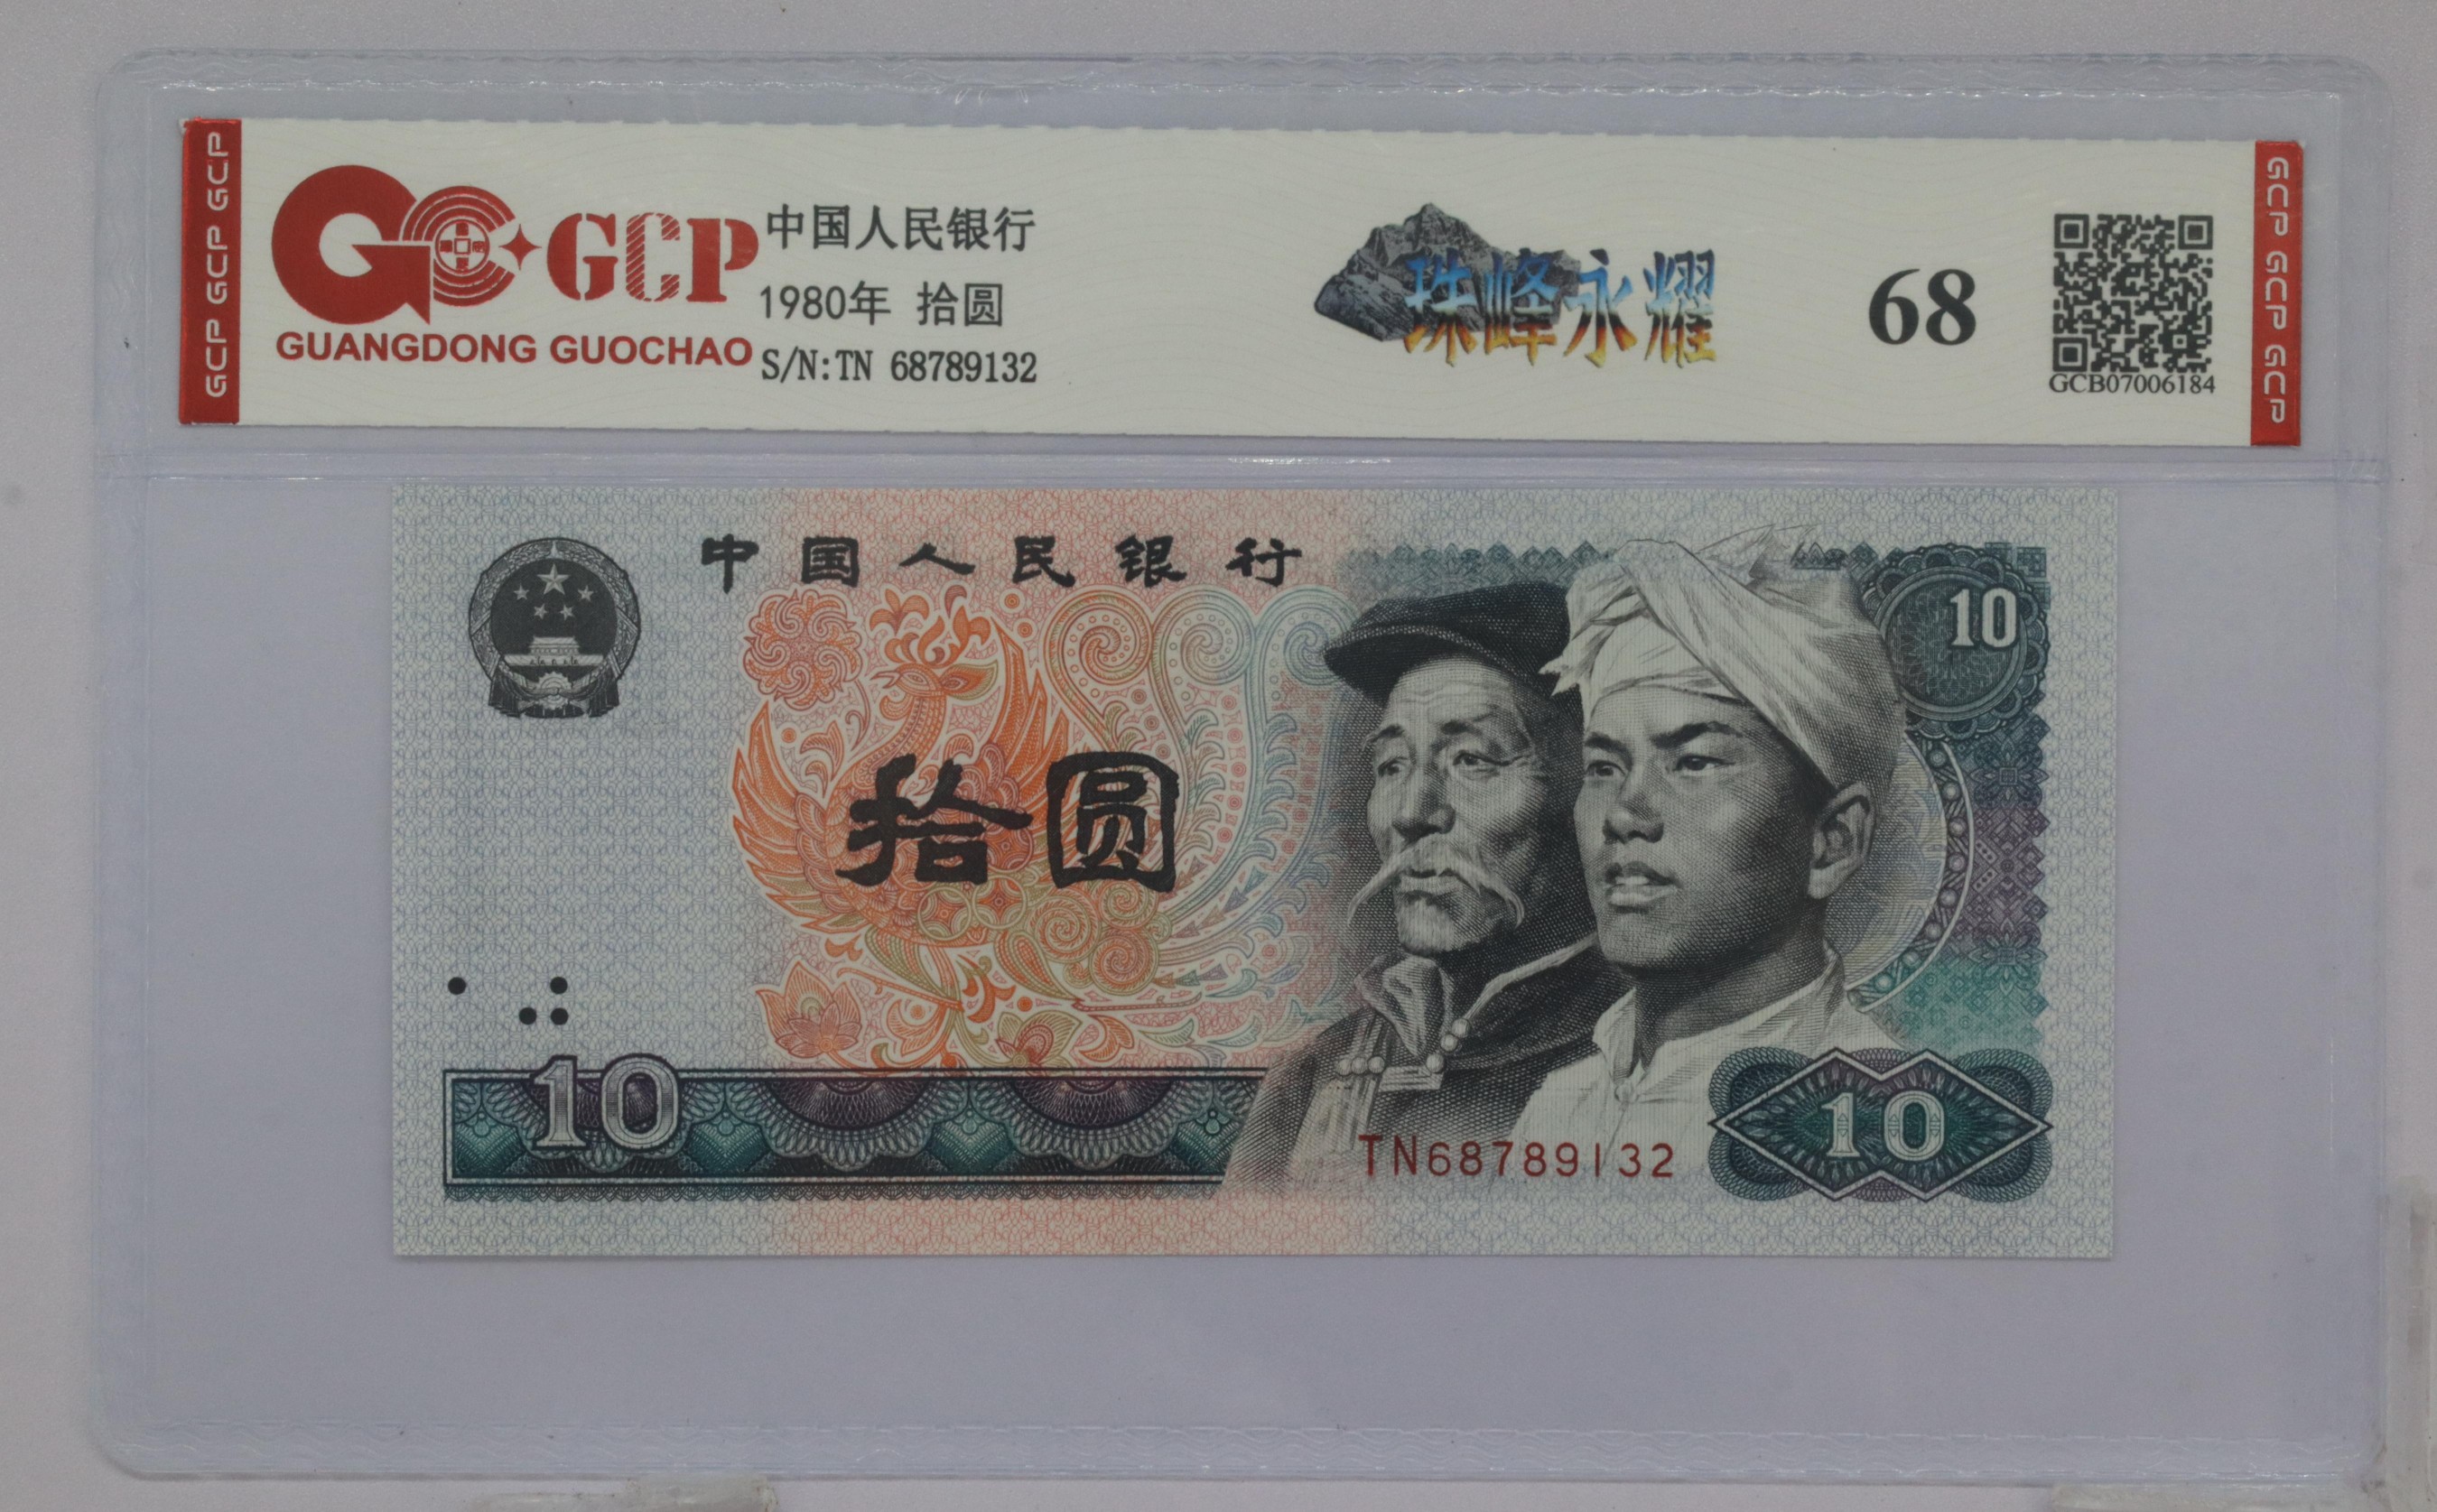 GCP GCP GCP
GCP
GUANGDONG GUOCHAO
中国人民银行
1980年 拾圆
S/N:TN 68789132
珠峰永耀
68
GCB07006184
GCP GCP GCP
中国人民银行
10
拾圆
10
TN68789132
10